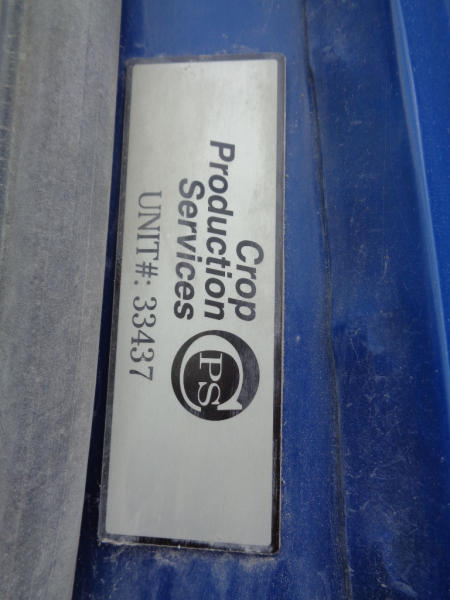 Crop
Production
Services
CPS
UNIT#: 33437